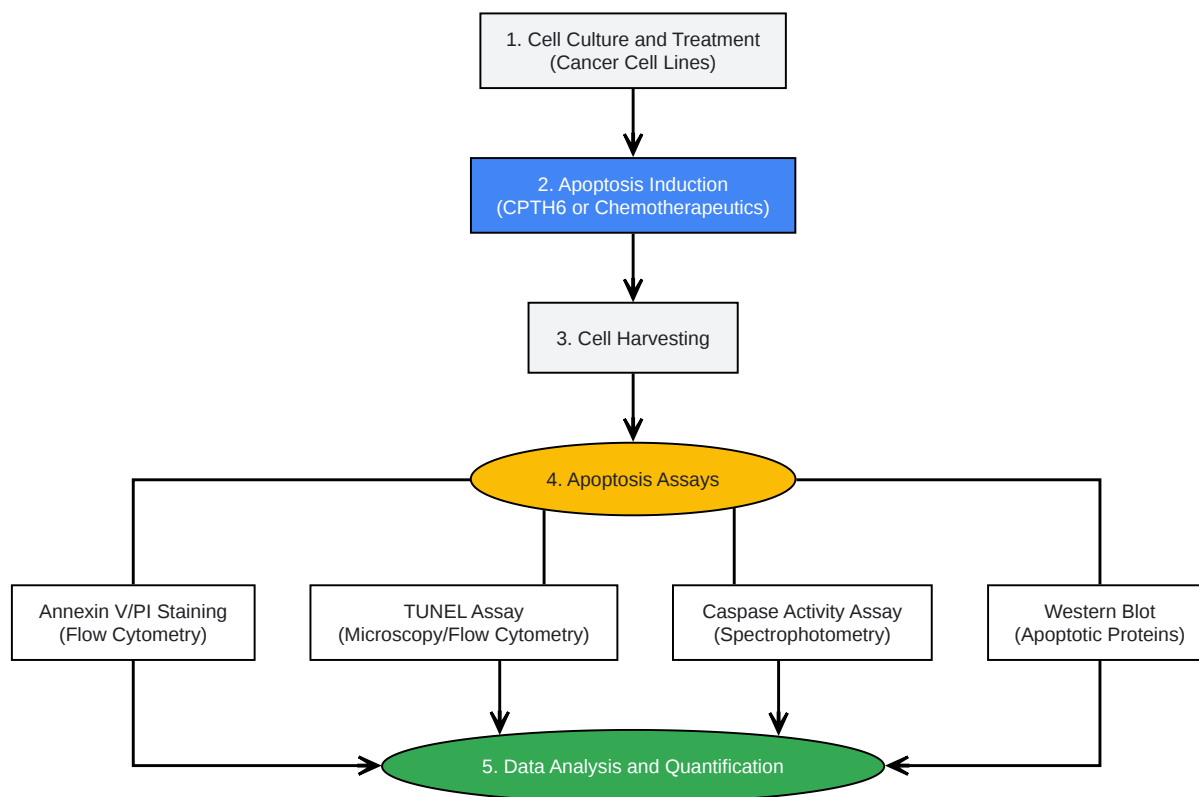 1. Cell Culture and Treatment
(Cancer Cell Lines)
2. Apoptosis Induction
(CPTH6 or Chemotherapeutics)
3. Cell Harvesting
4. Apoptosis Assays
Annexin V/PI Staining
(Flow Cytometry)
TUNEL Assay
(Microscopy/Flow Cytometry)
Caspase Activity Assay
(Spectrophotometry)
Western Blot
(Apoptotic Proteins)
5. Data Analysis and Quantification